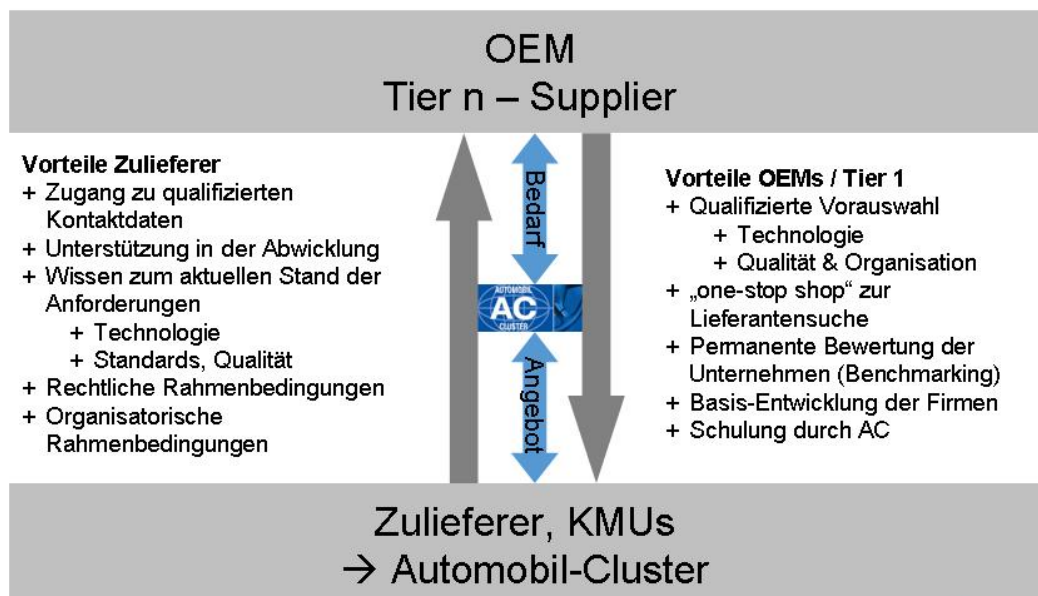 OEM
Tier n – Supplier
Vorteile Zulieferer
+ Zugang zu qualifizierten
Kontaktdaten
+ Unterstützung in der Abwicklung
+ Wissen zum aktuellen Stand der
Anforderungen
+ Technologie
+ Standards, Qualität
+ Rechtliche Rahmenbedingungen
+ Organisatorische
Rahmenbedingungen
Bedarf
AUTOMOBIL
AC
CLUSTER
Angebot
Vorteile OEMs / Tier 1
+ Qualifizierte Vorauswahl
+ Technologie
+ Qualität & Organisation
+ „one-stop shop“ zur
Lieferantensuche
+ Permanente Bewertung der
Unternehmen (Benchmarking)
+ Basis-Entwicklung der Firmen
+ Schulung durch AC
Zulieferer, KMUs
→ Automobil-Cluster